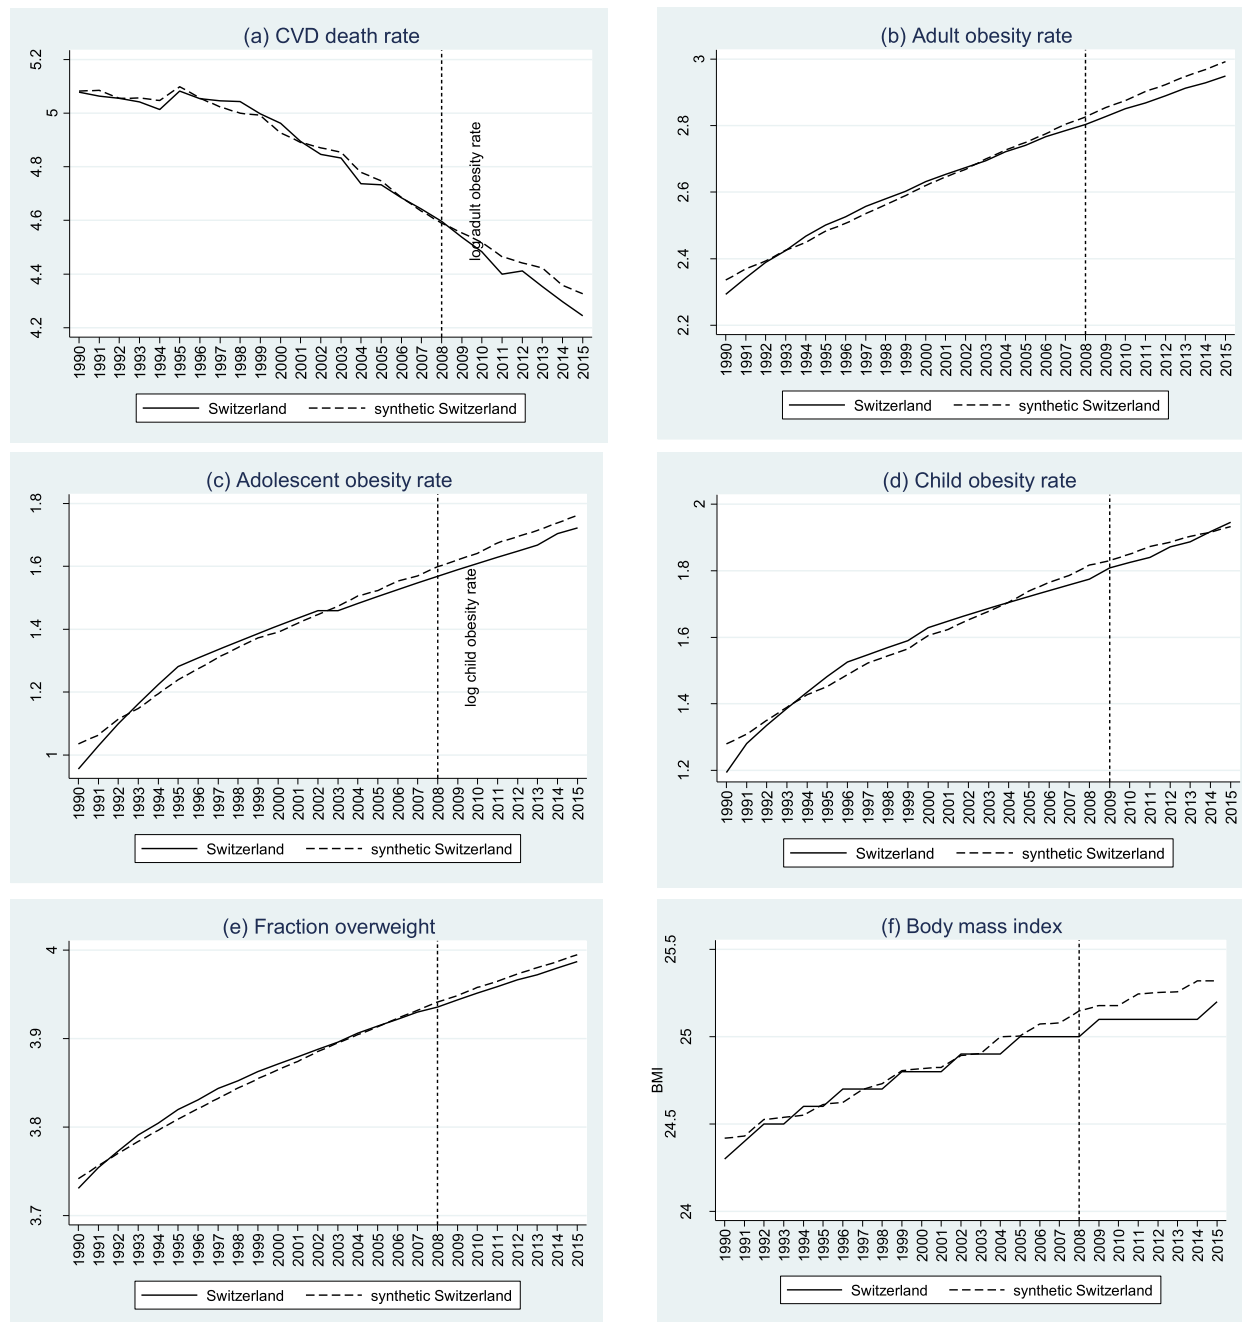 (a) CVD death rate
5.2
5
4.8
4.6
4.4
4.2
log adult obesity rate
1990 1991 1992 1993 1994 1995 1996 1997 1998 1999 2000 2001 2002 2003 2004 2005 2006 2007 2008 2009 2010 2011 2012 2013 2014 2015
Switzerland synthetic Switzerland
(b) Adult obesity rate
3
2.8
2.6
2.4
2.2
1990 1991 1992 1993 1994 1995 1996 1997 1998 1999 2000 2001 2002 2003 2004 2005 2006 2007 2008 2009 2010 2011 2012 2013 2014 2015
Switzerland synthetic Switzerland
(c) Adolescent obesity rate
1.8
1.6
1.4
1.2
1
log child obesity rate
1990 1991 1992 1993 1994 1995 1996 1997 1998 1999 2000 2001 2002 2003 2004 2005 2006 2007 2008 2009 2010 2011 2012 2013 2014 2015
Switzerland synthetic Switzerland
(d) Child obesity rate
2
1.8
1.6
1.4
1.2
1990 1991 1992 1993 1994 1995 1996 1997 1998 1999 2000 2001 2002 2003 2004 2005 2006 2007 2008 2009 2010 2011 2012 2013 2014 2015
Switzerland synthetic Switzerland
(e) Fraction overweight
4
3.9
3.8
3.7
1990 1991 1992 1993 1994 1995 1996 1997 1998 1999 2000 2001 2002 2003 2004 2005 2006 2007 2008 2009 2010 2011 2012 2013 2014 2015
Switzerland synthetic Switzerland
(f) Body mass index
BMI
25.5
25
24.5
24
1990 1991 1992 1993 1994 1995 1996 1997 1998 1999 2000 2001 2002 2003 2004 2005 2006 2007 2008 2009 2010 2011 2012 2013 2014 2015
Switzerland synthetic Switzerland